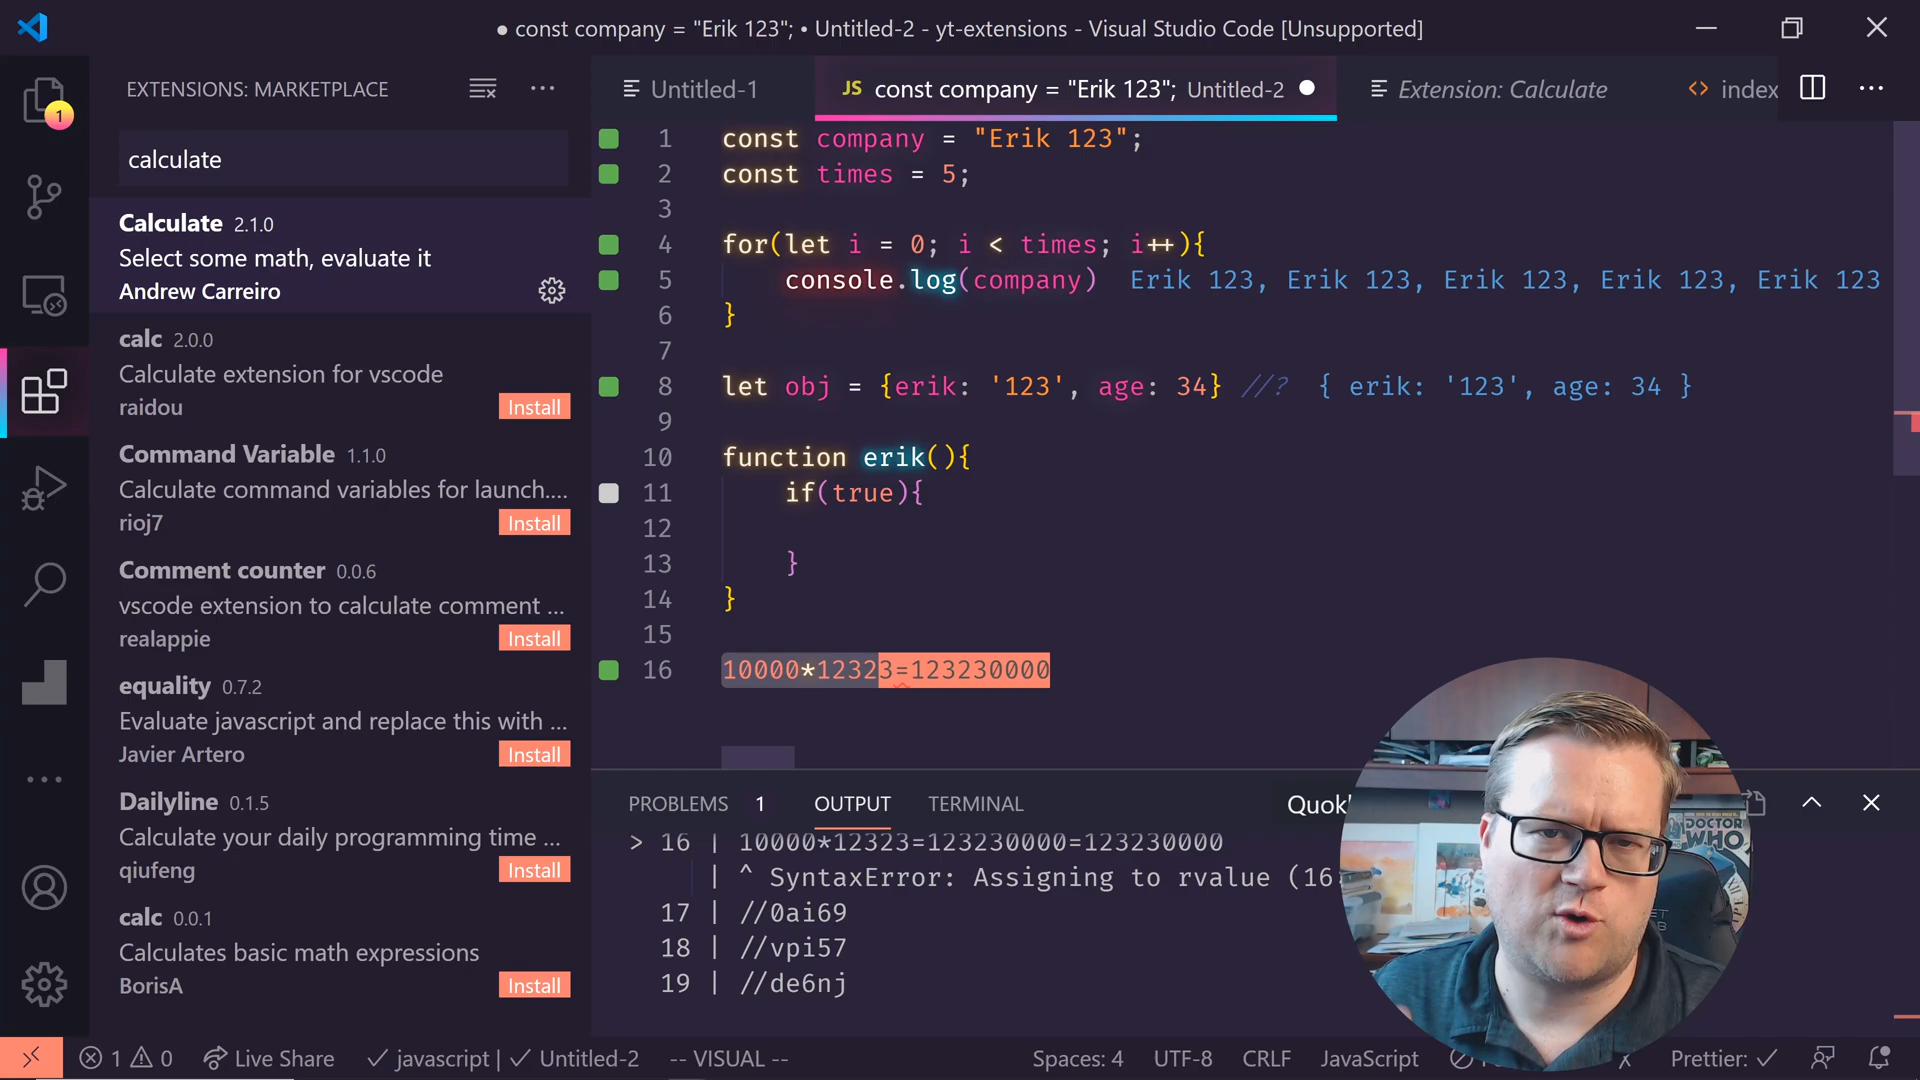 ● const company = "Erik 123"; • Untitled-2 - yt-extensions - Visual Studio Code [Unsupported]
1
EXTENSIONS: MARKETPLACE
calculate
Calculate 2.1.0
Select some math, evaluate it
Andrew Carreiro
calc 2.0.0
Calculate extension for vscode
raidou
Install
Command Variable 1.1.0
Calculate command variables for launch....
rioj7
Install
Comment counter 0.0.6
vscode extension to calculate comment ...
realappie
Install
equality 0.7.2
Evaluate javascript and replace this with ...
Javier Artero
Install
Dailyline 0.1.5
Calculate your daily programming time ...
qiufeng
Install
calc 0.0.1
Calculates basic math expressions
BorisA
Install
Untitled-1
JS const company = "Erik 123"; Untitled-2
Extension: Calculate
<> index
1 const company = "Erik 123";
2 const times = 5;
3
4 for(let i = 0; i < times; i++){
5 console.log(company) Erik 123, Erik 123, Erik 123, Erik 123, Erik 123
6 }
7
8 let obj = {erik: '123', age: 34} //? { erik: '123', age: 34 }
9
10 function erik(){
11 if(true){
12
13 }
14 }
15
16 10000*12323=123230000
PROBLEMS 1 OUTPUT TERMINAL
> 16 | 10000*12323=123230000=123230000
| ^ SyntaxError: Assigning to rvalue (16:
17 | //0ai69
18 | //vpi57
19 | //de6nj
DOCTOR
WHO
1 0 Live Share javascript | Untitled-2 -- VISUAL -- Spaces: 4 UTF-8 CRLF JavaScript Prettier: